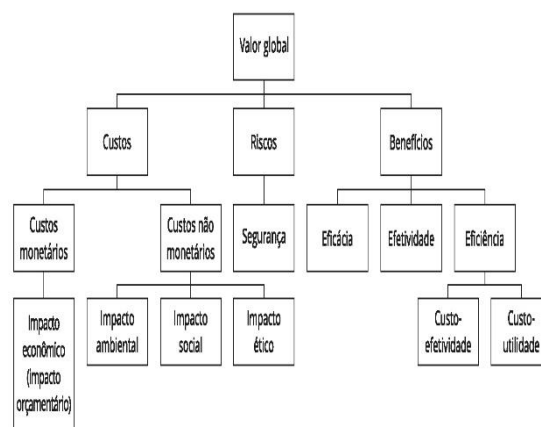 Valor global
Custos
Riscos
Benefícios
Custos
monetários
Custos não
monetários
Segurança
Eficácia
Efetividade
Eficiência
Impacto
econômico
(impacto
orçamentário)
Impacto
ambiental
Impacto
social
Impacto
ético
Custo-
efetividade
Custo-
utilidade